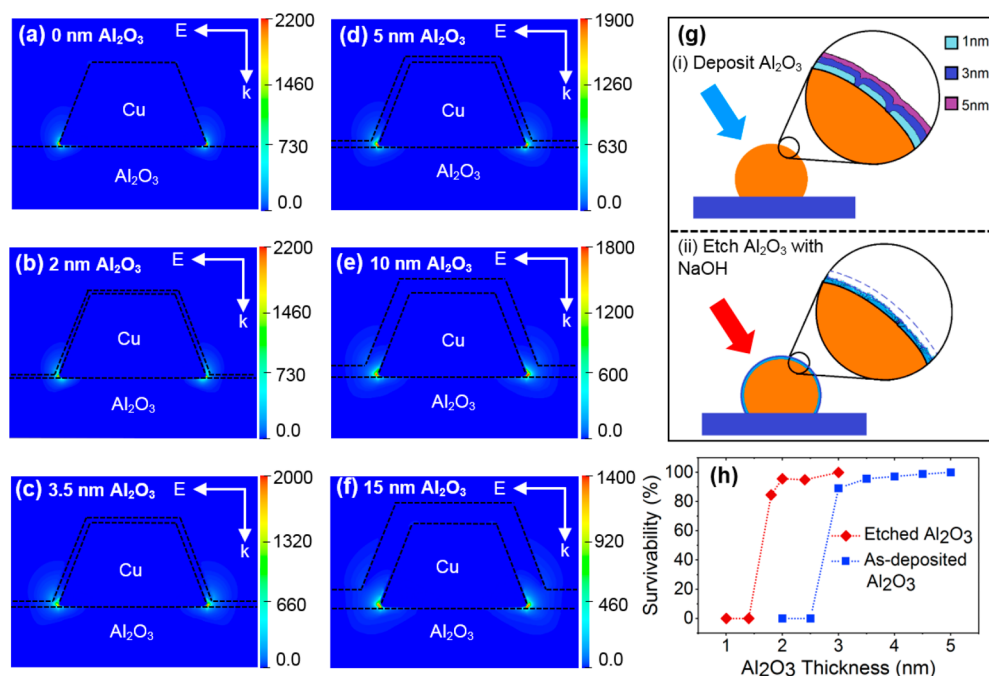 (a) 0 nm Al₂O₃
E
k
Cu
Al₂O₃
2200
1460
730
0.0
(b) 2 nm Al₂O₃
E
k
Cu
Al₂O₃
2200
1460
730
0.0
(c) 3.5 nm Al₂O₃
E
k
Cu
Al₂O₃
2000
1320
660
0.0
(d) 5 nm Al₂O₃
E
k
Cu
Al₂O₃
1900
1260
630
0.0
(e) 10 nm Al₂O₃
E
k
Cu
Al₂O₃
1800
1200
600
0.0
(f) 15 nm Al₂O₃
E
k
Cu
Al₂O₃
1400
920
460
0.0
(g)
(i) Deposit Al₂O₃
1nm
3nm
5nm
(ii) Etch Al₂O₃ with
NaOH
(h)
Survivability (%)
100
80
60
40
20
0
Etched Al₂O₃
As-deposited
Al₂O₃
1 2 3 4 5
Al2O3 Thickness (nm)